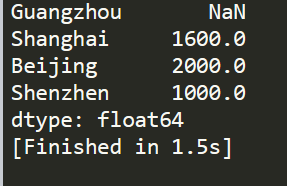 Guangzhou       NaN
Shanghai     1600.0
Beijing      2000.0
Shenzhen     1000.0
dtype: float64
[Finished in 1.5s]